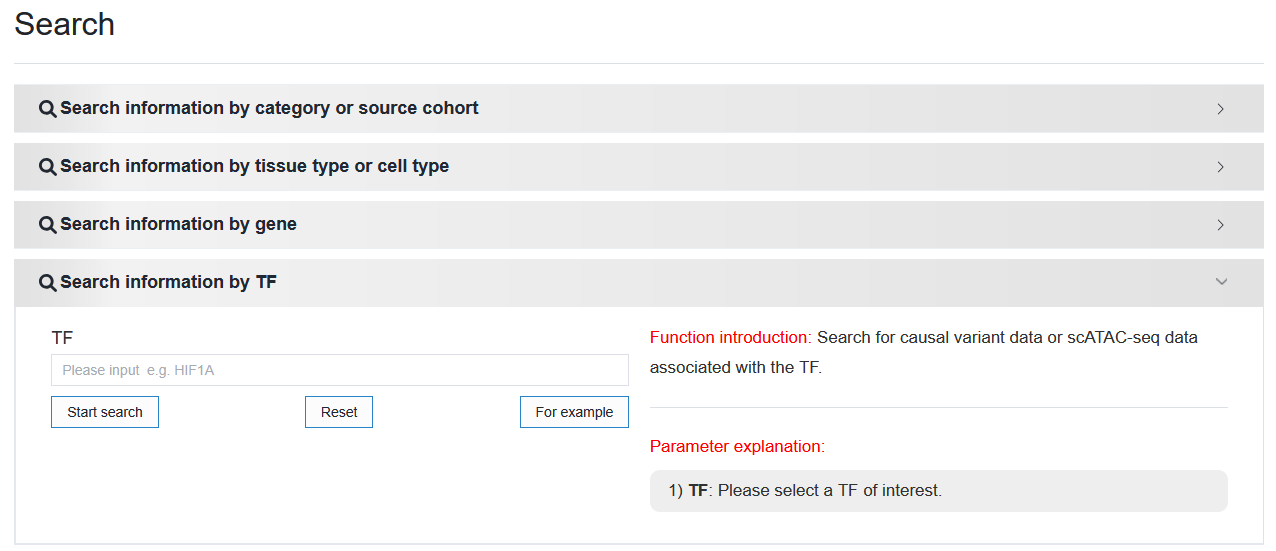 Search
Search information by category or source cohort
Search information by tissue type or cell type
Search information by gene
Search information by TF
TF
Please input  e.g. HIF1A
Start search
Reset
For example
Function introduction: Search for causal variant data or scATAC-seq data
associated with the TF.
Parameter explanation:
1) TF: Please select a TF of interest.